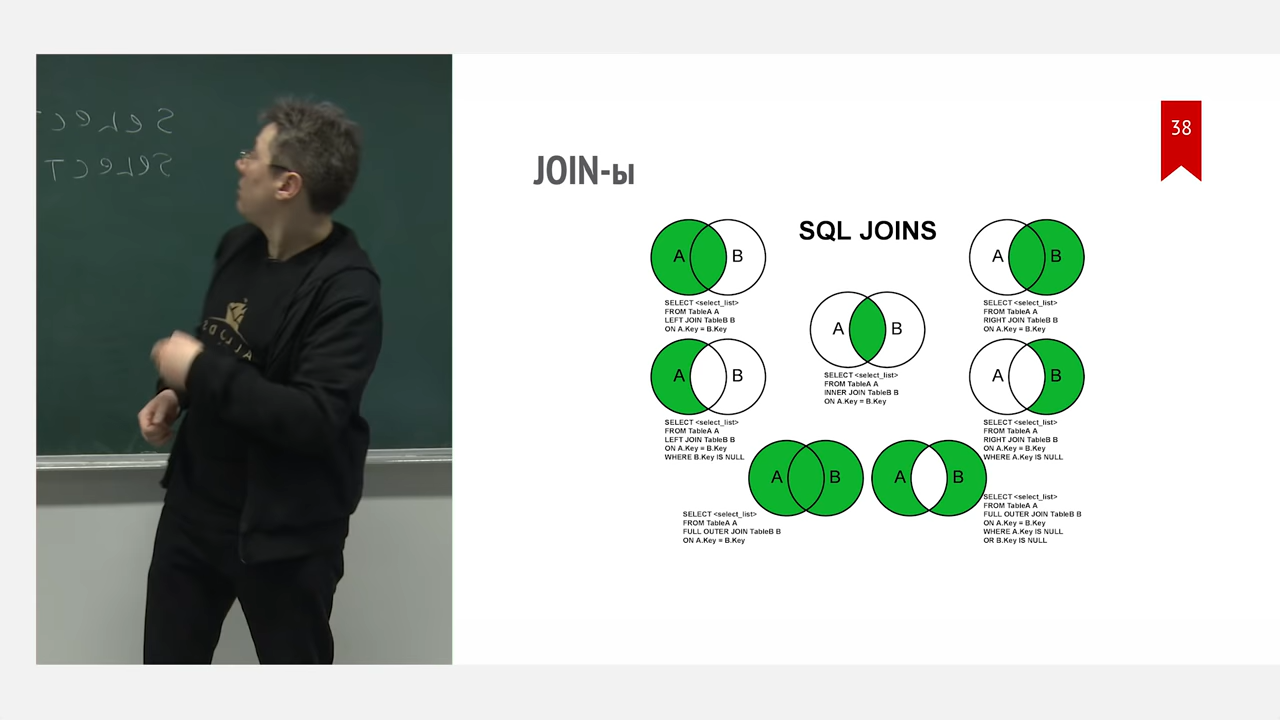 SELECT
SELECT
38
JOIN-ы
SQL JOINS
A B
SELECT <select_list>
FROM TableA A
LEFT JOIN TableB B
ON A.Key = B.Key
A B
SELECT <select_list>
FROM TableA A
RIGHT JOIN TableB B
ON A.Key = B.Key
A B
SELECT <select_list>
FROM TableA A
INNER JOIN TableB B
ON A.Key = B.Key
A B
SELECT <select_list>
FROM TableA A
LEFT JOIN TableB B
ON A.Key = B.Key
WHERE B.Key IS NULL
A B
SELECT <select_list>
FROM TableA A
RIGHT JOIN TableB B
ON A.Key = B.Key
WHERE A.Key IS NULL
A B
SELECT <select_list>
FROM TableA A
FULL OUTER JOIN TableB B
ON A.Key = B.Key
A B
SELECT <select_list>
FROM TableA A
FULL OUTER JOIN TableB B
ON A.Key = B.Key
WHERE A.Key IS NULL
OR B.Key IS NULL